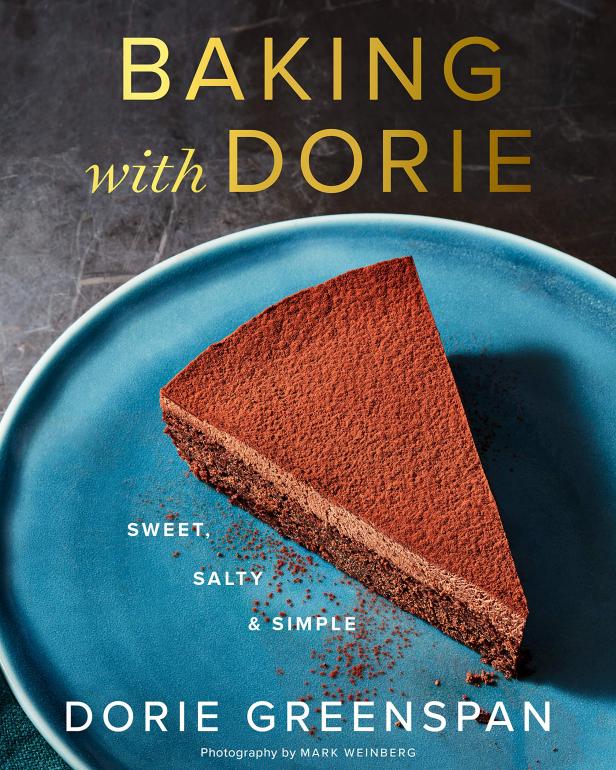 BAKING
with DORIE
SWEET,
SALTY
& SIMPLE
DORIE GREENSPAN
Photography by MARK WEINBERG